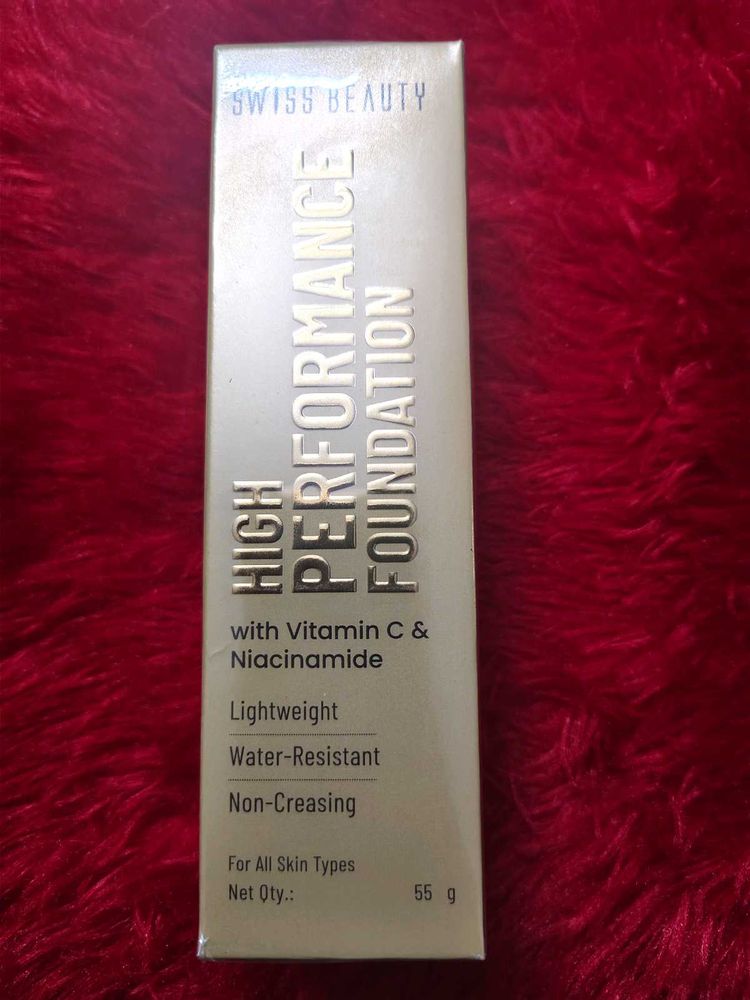 SWISS BEAUTY
HIGH
PERFORMANCE
FOUNDATION
with Vitamin C &
Niacinamide
Lightweight
Water-Resistant
Non-Creasing
For All Skin Types
Net Qty.: 55 g